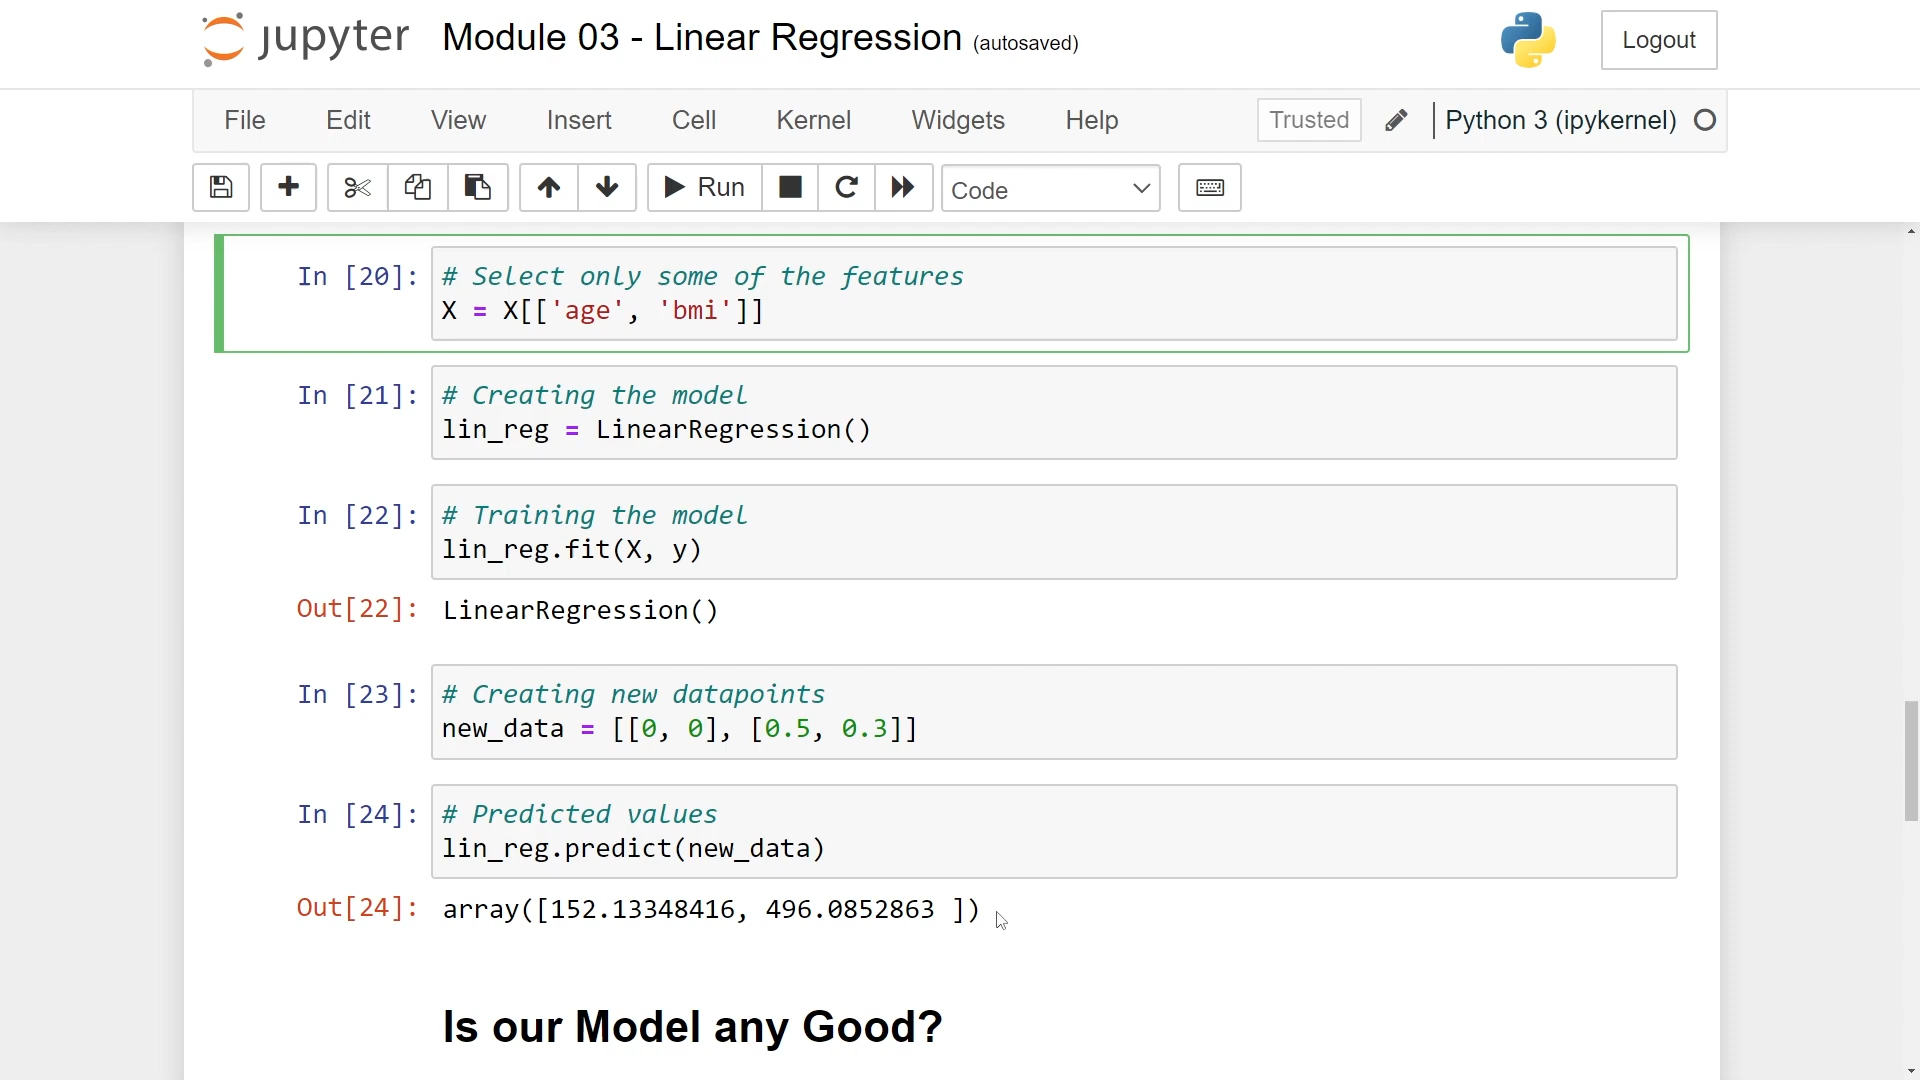 jupyter Module 03 - Linear Regression (autosaved) Logout
File Edit View Insert Cell Kernel Widgets Help Trusted Python 3 (ipykernel)
Run Code
In [20]: # Select only some of the features
X = X[['age', 'bmi']]
In [21]: # Creating the model
lin_reg = LinearRegression()
In [22]: # Training the model
lin_reg.fit(X, y)
Out[22]: LinearRegression()
In [23]: # Creating new datapoints
new_data = [[0, 0], [0.5, 0.3]]
In [24]: # Predicted values
lin_reg.predict(new_data)
Out[24]: array([152.13348416, 496.0852863 ])
Is our Model any Good?